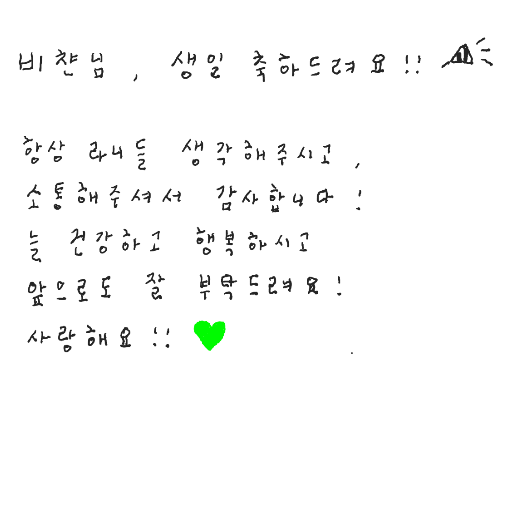 비챤님, 생일 축하드려요!!
항상 라니들 생각해주시고,
소통해주셔서 감사합니다!
늘 건강하고 행복하시고
앞으로도 잘 부탁드려요!
사랑해요!!